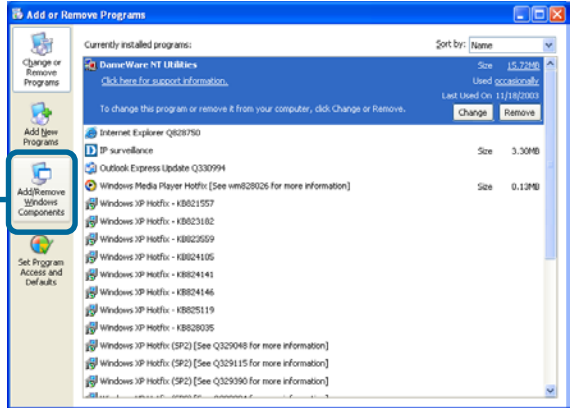 Add or Remove Programs
Change or
Remove
Programs
Add New
Programs
Add/Remove
Windows
Components
Set Program
Access and
Defaults
Currently installed programs:
Sort by: Name
DameWare NT Utilities
Size 15.72MB
Click here for support information.
Used occasionally
Last Used On 11/18/2003
To change this program or remove it from your computer, click Change or Remove.
Change Remove
Internet Explorer Q828750
IP surveillance Size 3.30MB
Outlook Express Update Q330994
Windows Media Player Hotfix [See wm828026 for more information] Size 0.13MB
Windows XP Hotfix - KB821557
Windows XP Hotfix - KB823182
Windows XP Hotfix - KB823559
Windows XP Hotfix - KB824105
Windows XP Hotfix - KB824141
Windows XP Hotfix - KB824146
Windows XP Hotfix - KB825119
Windows XP Hotfix - KB828035
Windows XP Hotfix (SP2) [See Q329048 for more information]
Windows XP Hotfix (SP2) [See Q329115 for more information]
Windows XP Hotfix (SP2) [See Q329390 for more information]